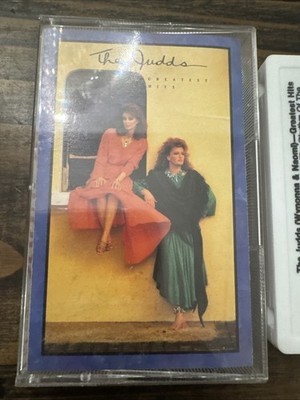 The Judds
GREATEST
HITS
The Judds (Wynonna & Naomi)—Greatest Hits